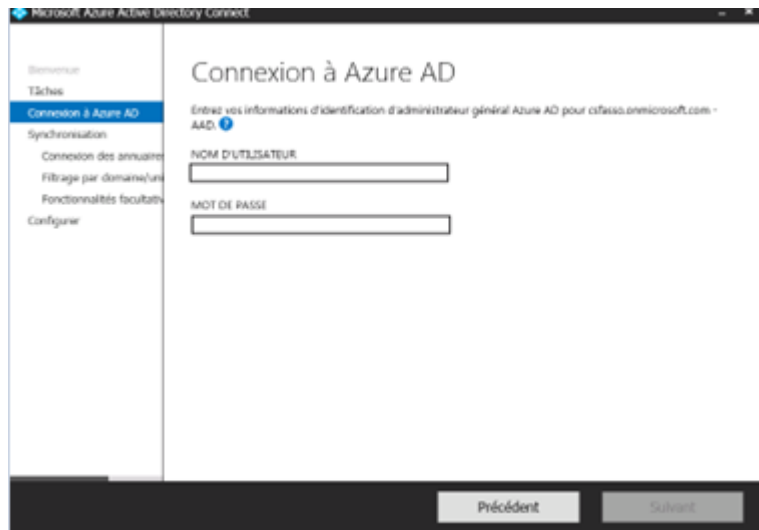 Microsoft Azure Active Directory Connect
Bienvenue
Tâches
Connexion à Azure AD
Synchronisation
Connexion des annuaires
Filtrage par domaine/uni
Fonctionnalités facultativ
Configurer
Connexion à Azure AD
Entrez vos informations d'identification d'administrateur général Azure AD pour csfasso.onmicrosoft.com -
AAD. ?
NOM D'UTILISATEUR
MOT DE PASSE
Précédent
Suivant